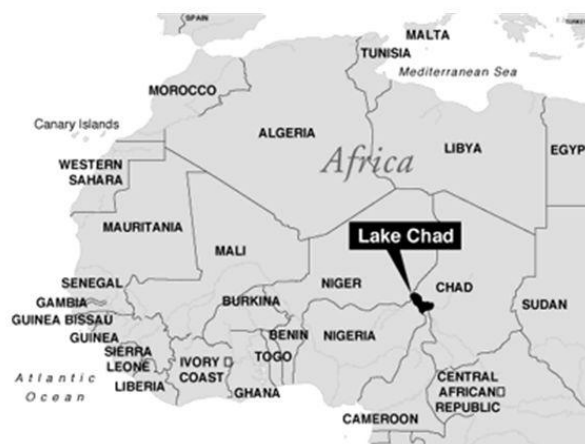 SPAIN
TURKEY
MALTA
TUNISIA
Mediterranean Sea
MOROCCO
Canary Islands
ALGERIA
LIBYA
EGYP
Africa
WESTERN
SAHARA
MAURITANIA
Lake Chad
MALI
NIGER
CHAD
SUDAN
SENEGAL
GAMBIA
GUINEA BISSAU
GUINEA
BURKINA
BENIN
NIGERIA
SIERRA
LEONE
IVORY
COAST
TOGO
LIBERIA
GHANA
Atlantic
Ocean
CENTRAL
AFRICAN
REPUBLIC
CAMEROON